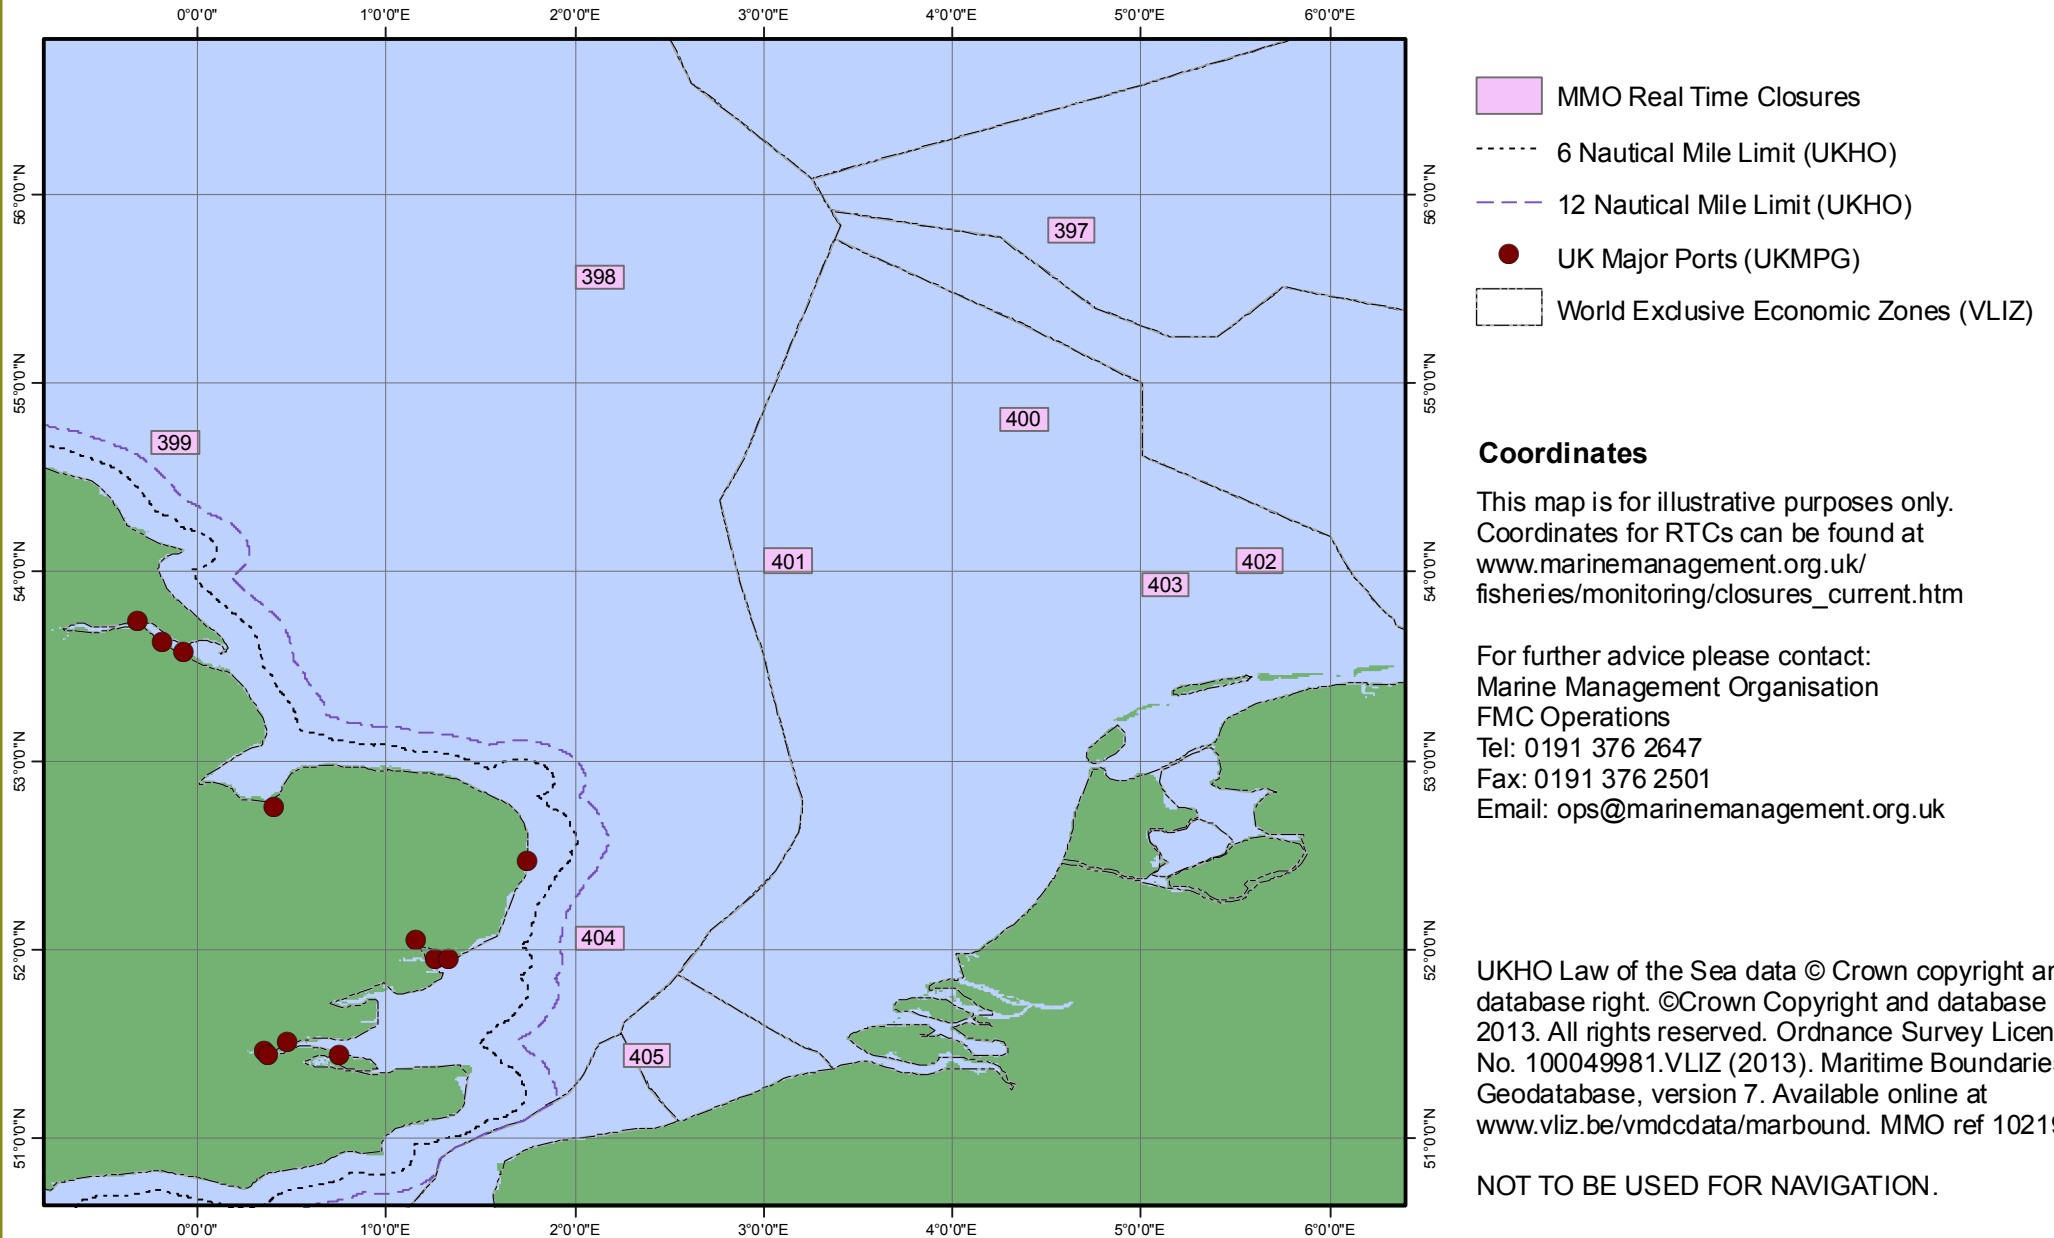 0°0'0" 1°0'0"E 2°0'0"E 3°0'0"E 4°0'0"E 5°0'0"E 6°0'0"E
56°0'0"N 56°0'0"N
55°0'0"N 55°0'0"N
54°0'0"N 54°0'0"N
53°0'0"N 53°0'0"N
52°0'0"N 52°0'0"N
51°0'0"N 51°0'0"N
397
398
400
399
401
402
403
404
405
0°0'0" 1°0'0"E 2°0'0"E 3°0'0"E 4°0'0"E 5°0'0"E 6°0'0"E
MMO Real Time Closures
6 Nautical Mile Limit (UKHO)
12 Nautical Mile Limit (UKHO)
UK Major Ports (UKMPG)
World Exclusive Economic Zones (VLIZ)
Coordinates
This map is for illustrative purposes only.
Coordinates for RTCs can be found at
www.marinemanagement.org.uk/
fisheries/monitoring/closures_current.htm
For further advice please contact:
Marine Management Organisation
FMC Operations
Tel: 0191 376 2647
Fax: 0191 376 2501
Email: ops@marinemanagement.org.uk
UKHO Law of the Sea data © Crown copyright
database right. ©Crown Copyright and database
2013. All rights reserved. Ordnance Survey
No. 100049981.VLIZ (2013). Maritime
Geodatabase, version 7. Available online at
www.vliz.be/vmdcdata/marbound. MMO ref 10219
NOT TO BE USED FOR NAVIGATION.